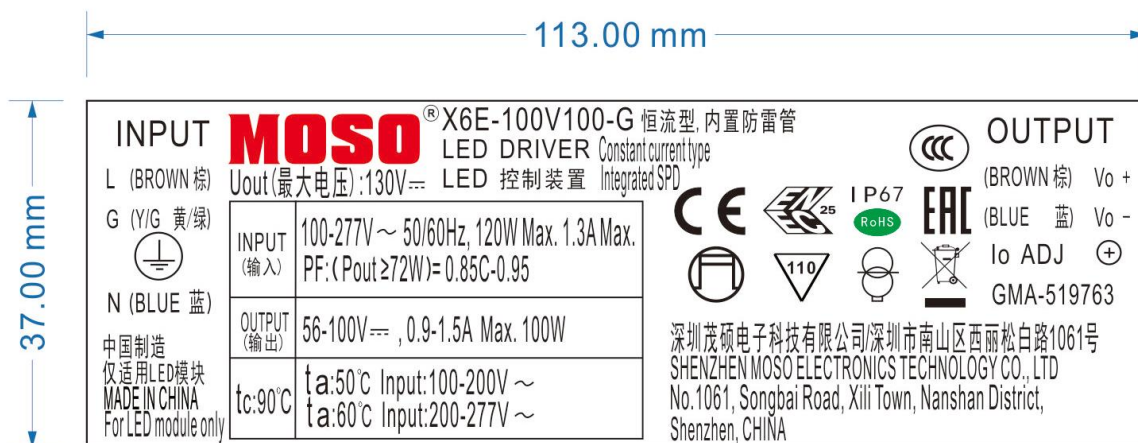 113.00 mm
37.00 mm
INPUT
L (BROWN 棕)
G (Y/G 黄/绿)
N (BLUE 蓝)
中国制造
仅适用LED模块
MADE IN CHINA
For LED module only
MOSO® X6E-100V100-G 恒流型, 内置防雷管
LED DRIVER Constant current type
Uout (最大电压) :130V⎓ LED 控制装置 Integrated SPD
INPUT
(输入)
100-277V ~ 50/60Hz, 120W Max. 1.3A Max.
PF: (Pout ≥72W)= 0.85C-0.95
OUTPUT
(输出)
56-100V⎓ , 0.9-1.5A Max. 100W
tc:90℃
ta:50℃ Input:100-200V ~
ta:60℃ Input:200-277V ~
CCC
CE
ENEC 25
IP67
RoHS
EAC
110
OUTPUT
(BROWN 棕) Vo +
(BLUE 蓝) Vo -
Io ADJ
GMA-519763
深圳茂硕电子科技有限公司/深圳市南山区西丽松白路1061号
SHENZHEN MOSO ELECTRONICS TECHNOLOGY CO., LTD
No.1061, Songbai Road, Xili Town, Nanshan District,
Shenzhen, CHINA